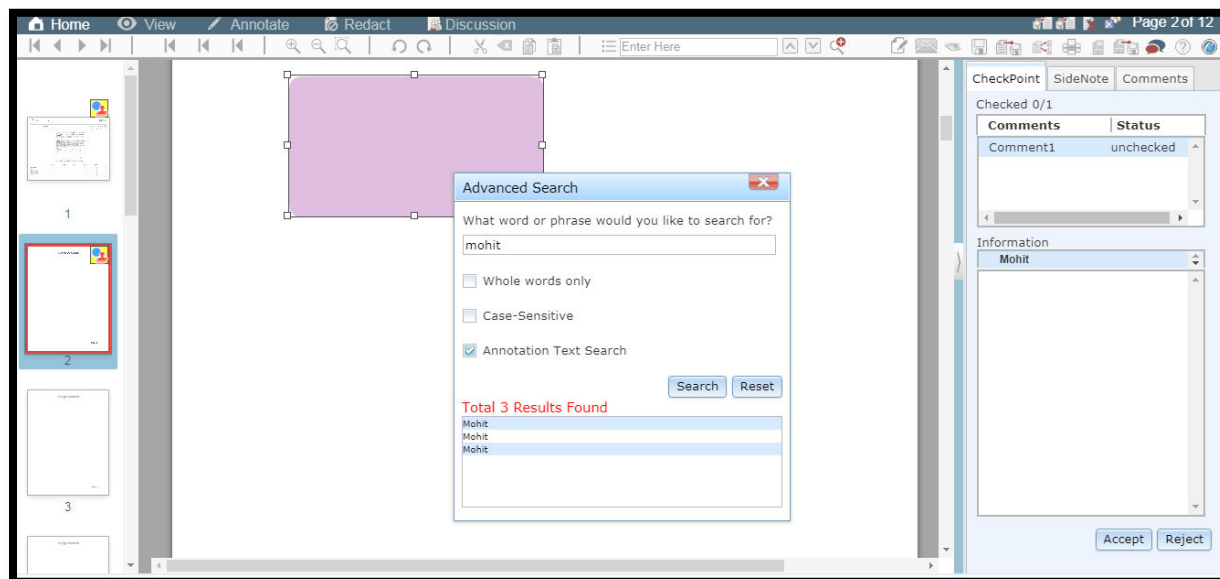 Home View Annotate Redact Discussion Page 2 of 12
Enter Here
CheckPoint SideNote Comments
Checked 0/1
Comments Status
Comment1 unchecked
1
Advanced Search
What word or phrase would you like to search for?
mohit
Whole words only
Case-Sensitive
Annotation Text Search
Search Reset
Total 3 Results Found
Mohit
Mohit
Mohit
Information
Mohit
2
3
Accept Reject